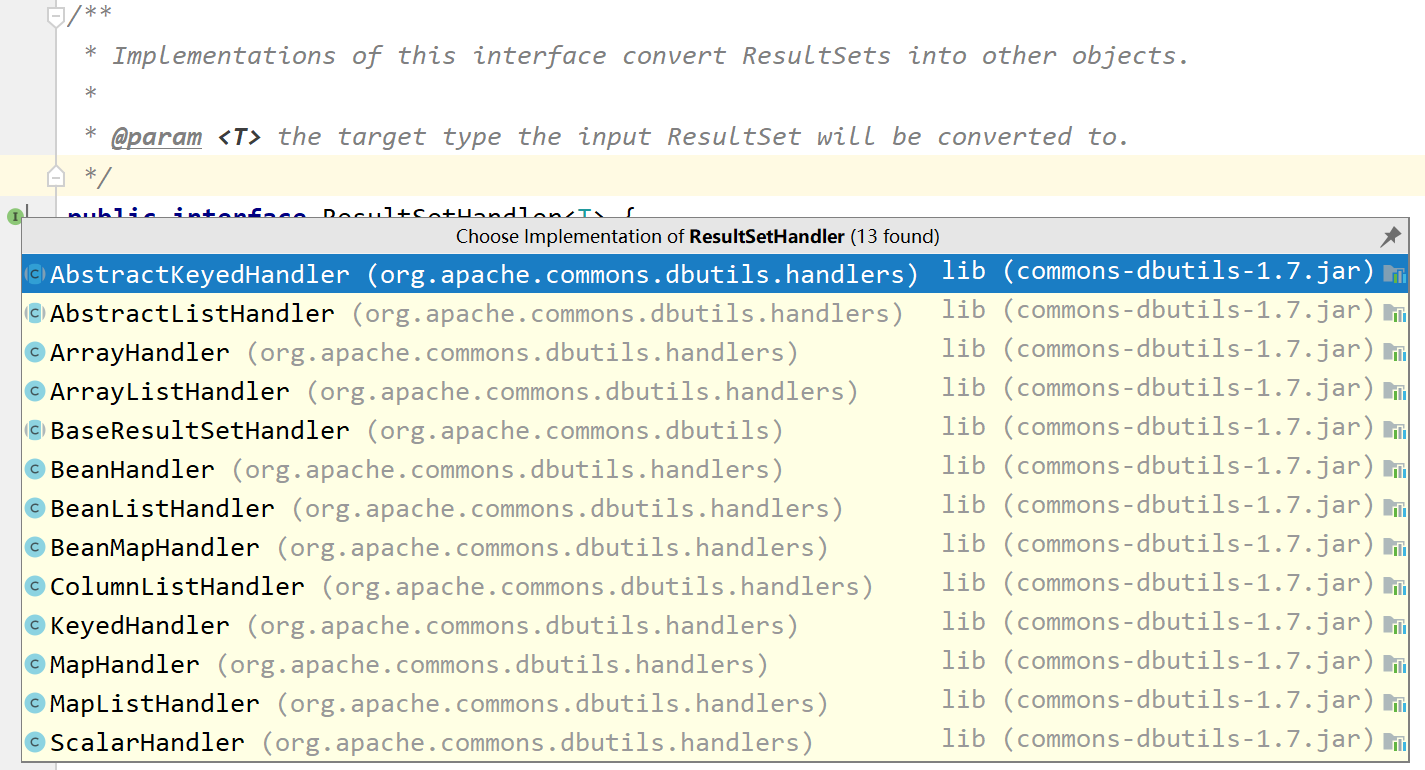 /**
* Implementations of this interface convert ResultSets into other objects.
*
* @param <T> the target type the input ResultSet will be converted to.
*/
public interface ResultSetHandler<T> {
Choose Implementation of ResultSetHandler (13 found)
AbstractKeyedHandler (org.apache.commons.dbutils.handlers) lib (commons-dbutils-1.7.jar)
AbstractListHandler (org.apache.commons.dbutils.handlers) lib (commons-dbutils-1.7.jar)
ArrayHandler (org.apache.commons.dbutils.handlers) lib (commons-dbutils-1.7.jar)
ArrayListHandler (org.apache.commons.dbutils.handlers) lib (commons-dbutils-1.7.jar)
BaseResultSetHandler (org.apache.commons.dbutils) lib (commons-dbutils-1.7.jar)
BeanHandler (org.apache.commons.dbutils.handlers) lib (commons-dbutils-1.7.jar)
BeanListHandler (org.apache.commons.dbutils.handlers) lib (commons-dbutils-1.7.jar)
BeanMapHandler (org.apache.commons.dbutils.handlers) lib (commons-dbutils-1.7.jar)
ColumnListHandler (org.apache.commons.dbutils.handlers) lib (commons-dbutils-1.7.jar)
KeyedHandler (org.apache.commons.dbutils.handlers) lib (commons-dbutils-1.7.jar)
MapHandler (org.apache.commons.dbutils.handlers) lib (commons-dbutils-1.7.jar)
MapListHandler (org.apache.commons.dbutils.handlers) lib (commons-dbutils-1.7.jar)
ScalarHandler (org.apache.commons.dbutils.handlers) lib (commons-dbutils-1.7.jar)